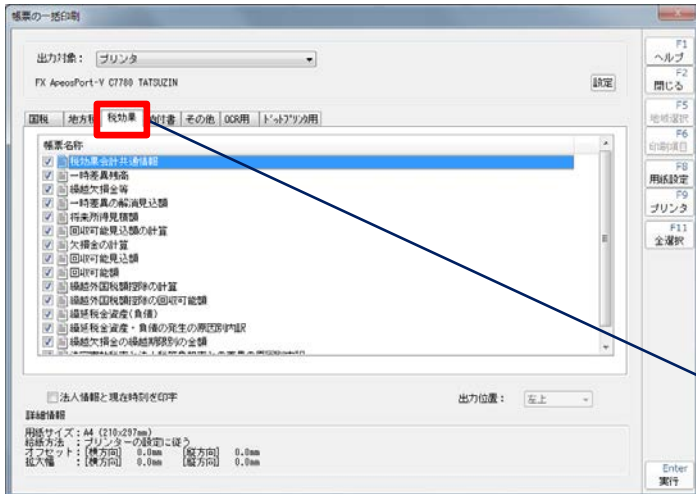 帳票の一括印刷
出力対象： プリンタ
FX ApeosPort-V C7780 TATSUZIN
設定
国税 地方税 税効果 納付書 その他 OCR用 ﾄﾞｯﾄﾌﾟﾘﾝﾀ用
帳票名称
税効果会計共通情報
一時差異残高
繰越欠損金等
一時差異の解消見込額
将来所得見積額
回収可能見込額の計算
欠損金の計算
回収可能見込額
回収可能額
繰越外国税額控除の計算
繰越外国税額控除の回収可能額
繰延税金資産(負債)
繰延税金資産・負債の発生の原因別内訳
繰越欠損金の繰越期限別の金額
法人情報と現在時刻を印字
出力位置： 左上
詳細情報
用紙サイズ：A4 (210x297mm)
給紙方法 ：プリンターの設定に従う
オフセット：[横方向] 0.0mm [縦方向] 0.0mm
拡大幅 ：[横方向] 0.0mm [縦方向] 0.0mm
F1
ヘルプ
F2
閉じる
F5
地域選択
F6
印刷項目
F8
用紙設定
F9
プリンタ
F11
全選択
Enter
実行